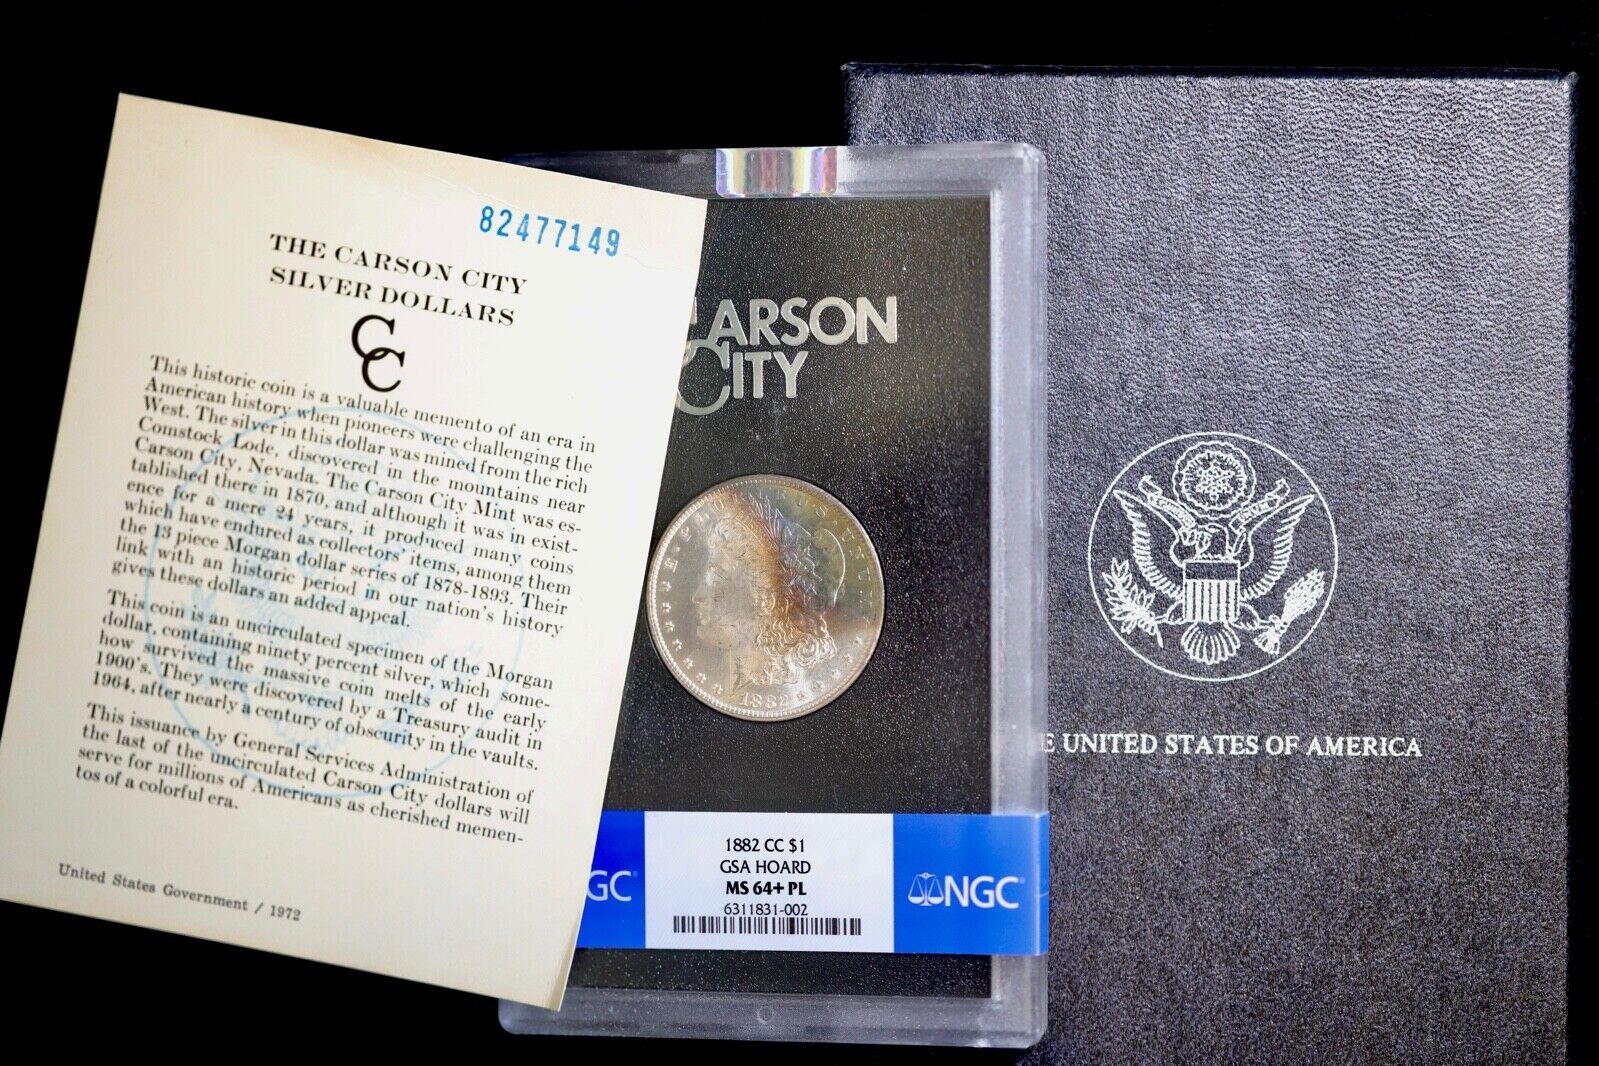 82477149
THE CARSON CITY
SILVER DOLLARS
CC
This historic coin is a valuable memento of an era in
American history when pioneers were challenging the
West. The silver in this dollar was mined from the rich
Comstock Lode, discovered in the mountains near
Carson City, Nevada. The Carson City Mint was es-
tablished there in 1870, and although it was in exist-
ence for a mere 24 years, it produced many coins
which have endured as collectors' items, among them
the 13 piece Morgan dollar series of 1878-1893. Their
link with an historic period in our nation's history
gives these dollars an added appeal.
This coin is an uncirculated specimen of the Morgan
dollar, containing ninety percent silver, which some-
how survived the massive coin melts of the early
1900's. They were discovered by a Treasury audit in
1964, after nearly a century of obscurity in the vaults.
This issuance by General Services Administration of
the last of the uncirculated Carson City dollars will
serve for millions of Americans as cherished memen-
tos of a colorful era.
United States Government / 1972
CARSON
CITY
1882
GC
1882 CC $1
GSA HOARD
MS 64+ PL
6311831-002
NGC
E UNITED STATES OF AMERICA